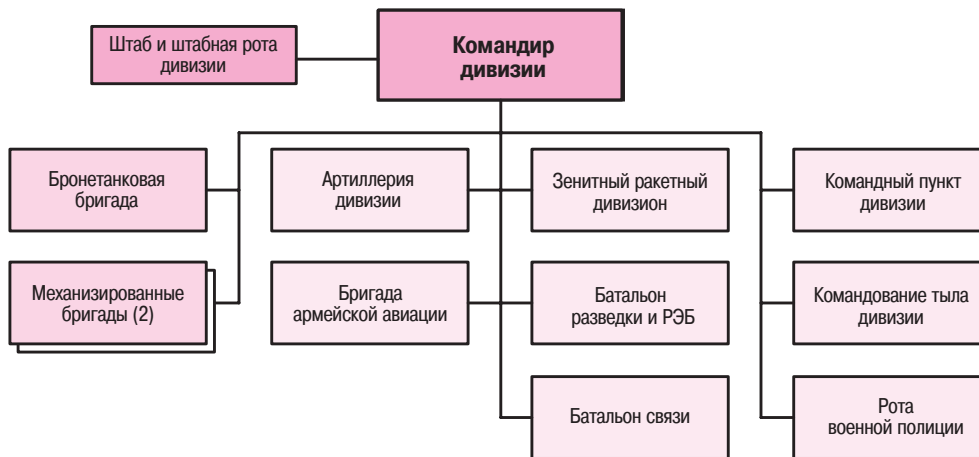 Штаб и штабная рота
дивизии
Командир
дивизии
Бронетанковая
бригада
Артиллерия
дивизии
Зенитный ракетный
дивизион
Командный пункт
дивизии
Механизированные
бригады (2)
Бригада
армейской авиации
Батальон
разведки и РЭБ
Командование тыла
дивизии
Батальон связи
Рота
военной полиции